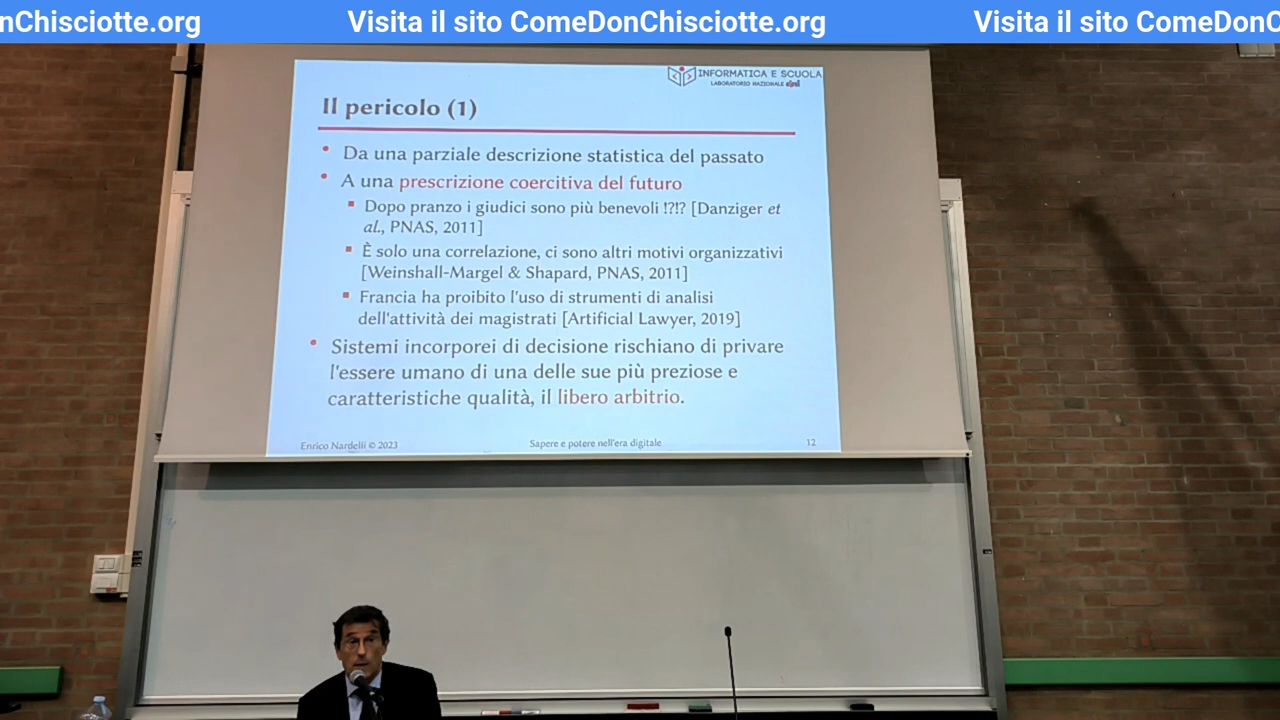 nChisciotte.org Visita il sito ComeDonChisciotte.org Visita il sito ComeDonC
INFORMATICA E SCUOLA
LABORATORIO NAZIONALE cini
Il pericolo (1)
• Da una parziale descrizione statistica del passato
• A una prescrizione coercitiva del futuro
▪ Dopo pranzo i giudici sono più benevoli !?!? [Danziger et
al., PNAS, 2011]
▪ È solo una correlazione, ci sono altri motivi organizzativi
[Weinshall-Margel & Shapard, PNAS, 2011]
▪ Francia ha proibito l'uso di strumenti di analisi
dell'attività dei magistrati [Artificial Lawyer, 2019]
• Sistemi incorporei di decisione rischiano di privare
l'essere umano di una delle sue più preziose e
caratteristiche qualità, il libero arbitrio.
Enrico Nardelli © 2023 Sapere e potere nell'era digitale 12